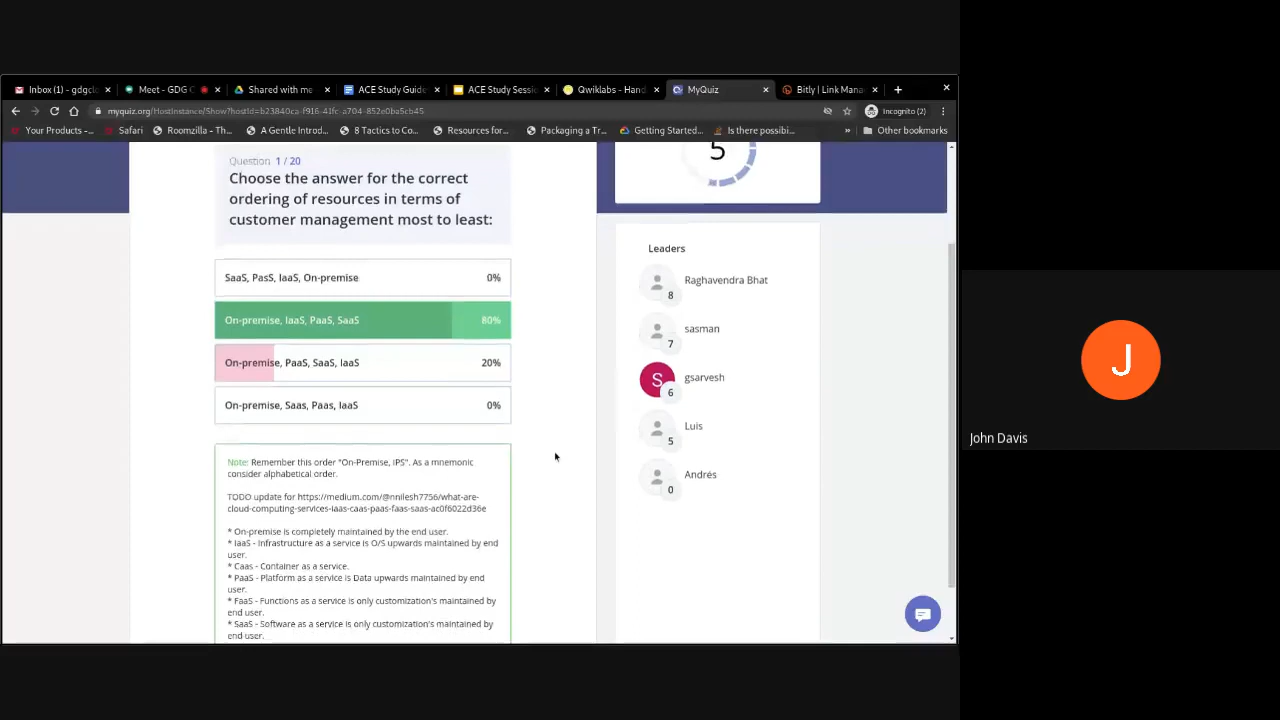 Inbox (1) - gdgclo
Meet - GDG C
Shared with me
ACE Study Guide
ACE Study Sessi
Qwiklabs - Hand
MyQuiz
Bitly | Link Mana
myquiz.org/HostInstance/Show?hostId=b23840ca-f916-41fc-a704-852e0ba5cb45
Incognito (2)
Your Products -...
Safari
Roomzilla - Th...
A Gentle Introd...
8 Tactics to Co...
Resources for...
Packaging a Tr...
Getting Started...
Is there possibi...
»
Other bookmarks
Question 1 / 20
Choose the answer for the correct
ordering of resources in terms of
customer management most to least:
SaaS, PasS, IaaS, On-premise 0%
On-premise, IaaS, PaaS, SaaS 80%
On-premise, PaaS, SaaS, IaaS 20%
On-premise, Saas, Paas, IaaS 0%
Note: Remember this order "On-Premise, IPS". As a mnemonic
consider alphabetical order.
TODO update for https://medium.com/@nnilesh7756/what-are-
cloud-computing-services-iaas-caas-paas-faas-saas-ac0f6022d36e
* On-premise is completely maintained by the end user.
* IaaS - Infrastructure as a service is O/S upwards maintained by end
user.
* Caas - Container as a service.
* PaaS - Platform as a service is Data upwards maintained by end
user.
* FaaS - Functions as a service is only customization's maintained by
end user.
* SaaS - Software as a service is only customization's maintained by
end user.
5
Leaders
Raghavendra Bhat
8
sasman
7
S
gsarvesh
6
Luis
5
Andrés
0
J
John Davis